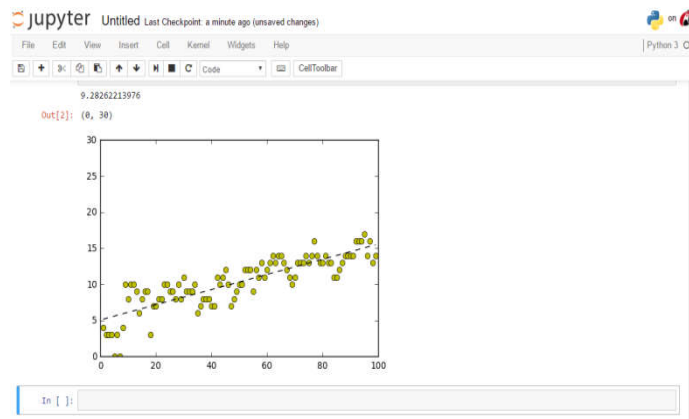 jupyter Untitled Last Checkpoint: a minute ago (unsaved changes)
on
File Edit View Insert Cell Kernel Widgets Help
Python 3
Code
CellToolbar
9.28262213976
Out[2]: (0, 30)
30
25
20
15
10
5
0
0 20 40 60 80 100
In [ ]: